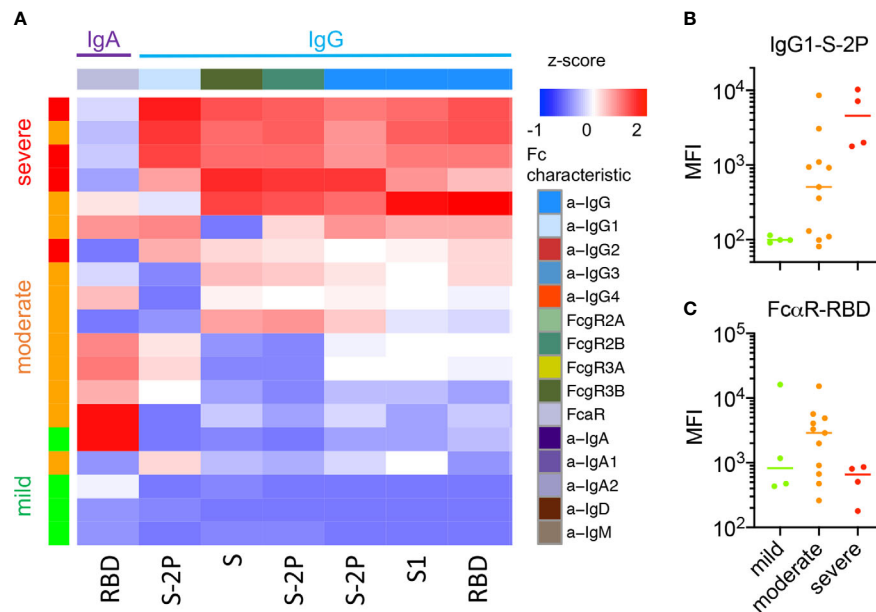 A
IgA
IgG
z-score
-1
0
2
Fc
characteristic
a-IgG
a-IgG1
a-IgG2
a-IgG3
a-IgG4
FcgR2A
FcgR2B
FcgR3A
FcgR3B
FcaR
a-IgA
a-IgA1
a-IgA2
a-IgD
a-IgM
severe
moderate
mild
RBD
S-2P
S
S-2P
S-2P
S1
RBD
B
IgG1-S-2P
MFI
10⁴
10³
10²
C
FcαR-RBD
MFI
10⁵
10⁴
10³
10²
mild
moderate
severe